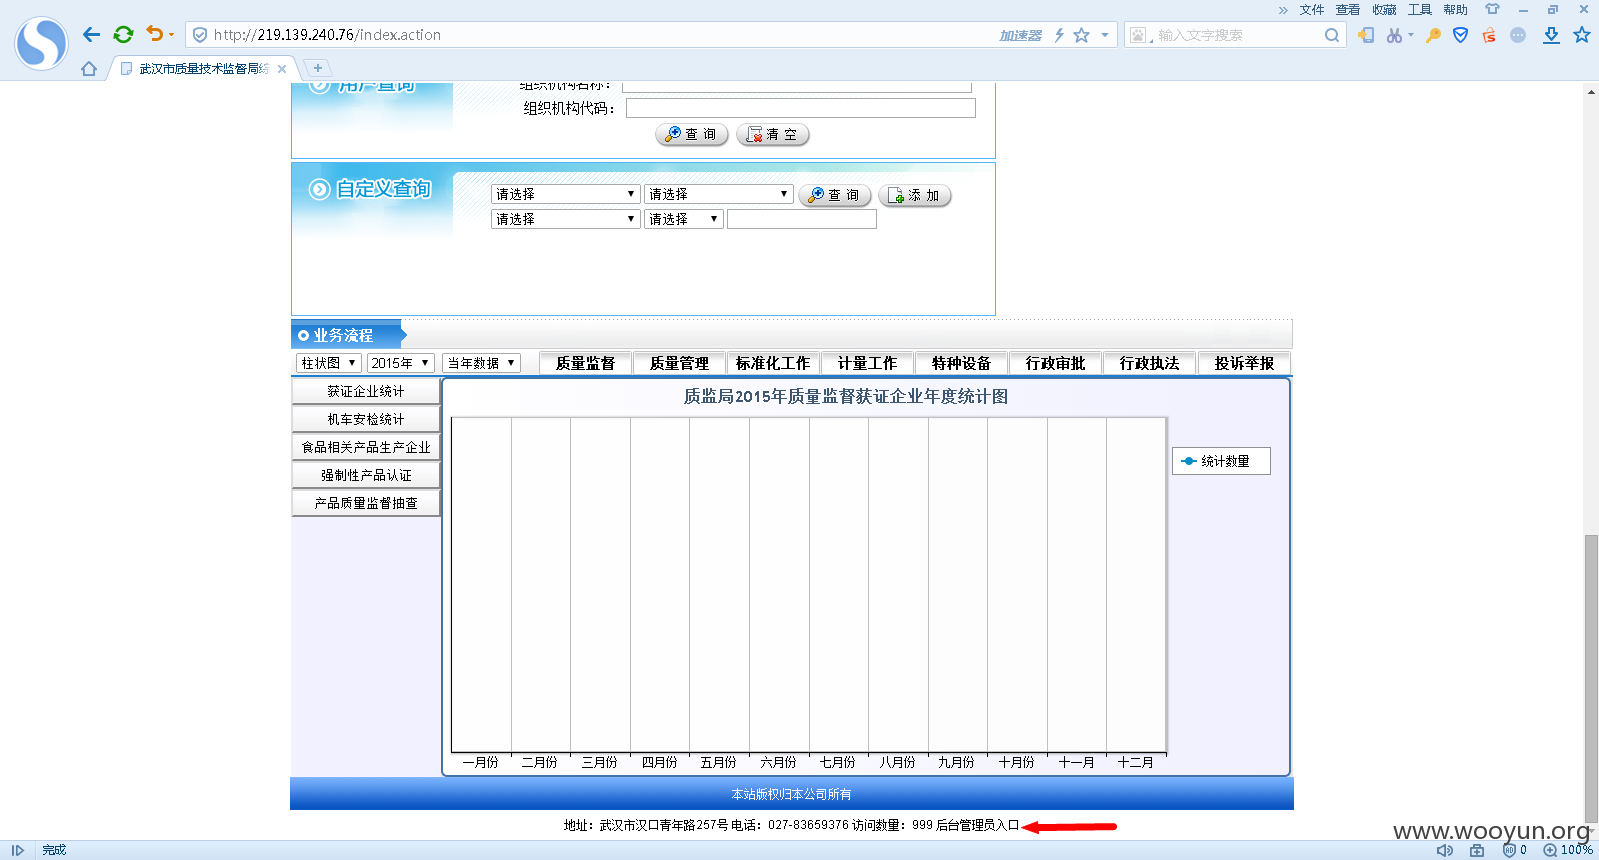 文件 查看 收藏 工具 帮助
http://219.139.240.76/index.action
加速器
输入文字搜索
武汉市质量技术监督局综
用户查询
组织机构名称：
组织机构代码：
查 询
清 空
自定义查询
请选择 请选择 查 询 添 加
请选择 请选择
业务流程
柱状图 2015年 当年数据 质量监督 质量管理 标准化工作 计量工作 特种设备 行政审批 行政执法 投诉举报
获证企业统计
机车安检统计
食品相关产品生产企业
强制性产品认证
产品质量监督抽查
质监局2015年质量监督获证企业年度统计图
统计数量
一月份 二月份 三月份 四月份 五月份 六月份 七月份 八月份 九月份 十月份 十一月 十二月
本站版权归本公司所有
地址：武汉市汉口青年路257号 电话：027-83659376 访问数量：999 后台管理员入口
www.wooyun.org
完成
0
100%